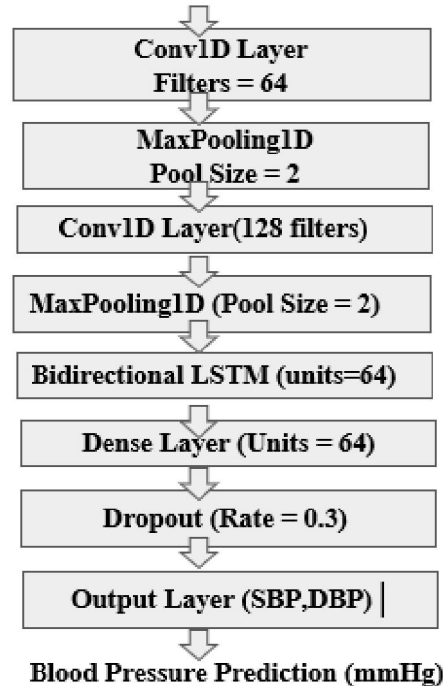 Conv1D Layer
Filters = 64
MaxPooling1D
Pool Size = 2
Conv1D Layer(128 filters)
MaxPooling1D (Pool Size = 2)
Bidirectional LSTM (units=64)
Dense Layer (Units = 64)
Dropout (Rate = 0.3)
Output Layer (SBP,DBP)
Blood Pressure Prediction (mmHg)